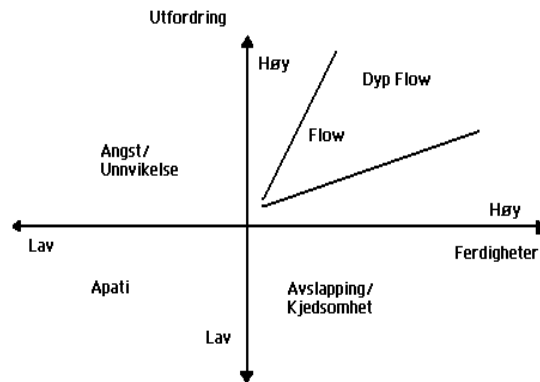 Utfordring
Høy
Dyp Flow
Flow
Angst/
Unnvikelse
Høy
Lav
Ferdigheter
Apati
Avslapping/
Kjedsomhet
Lav